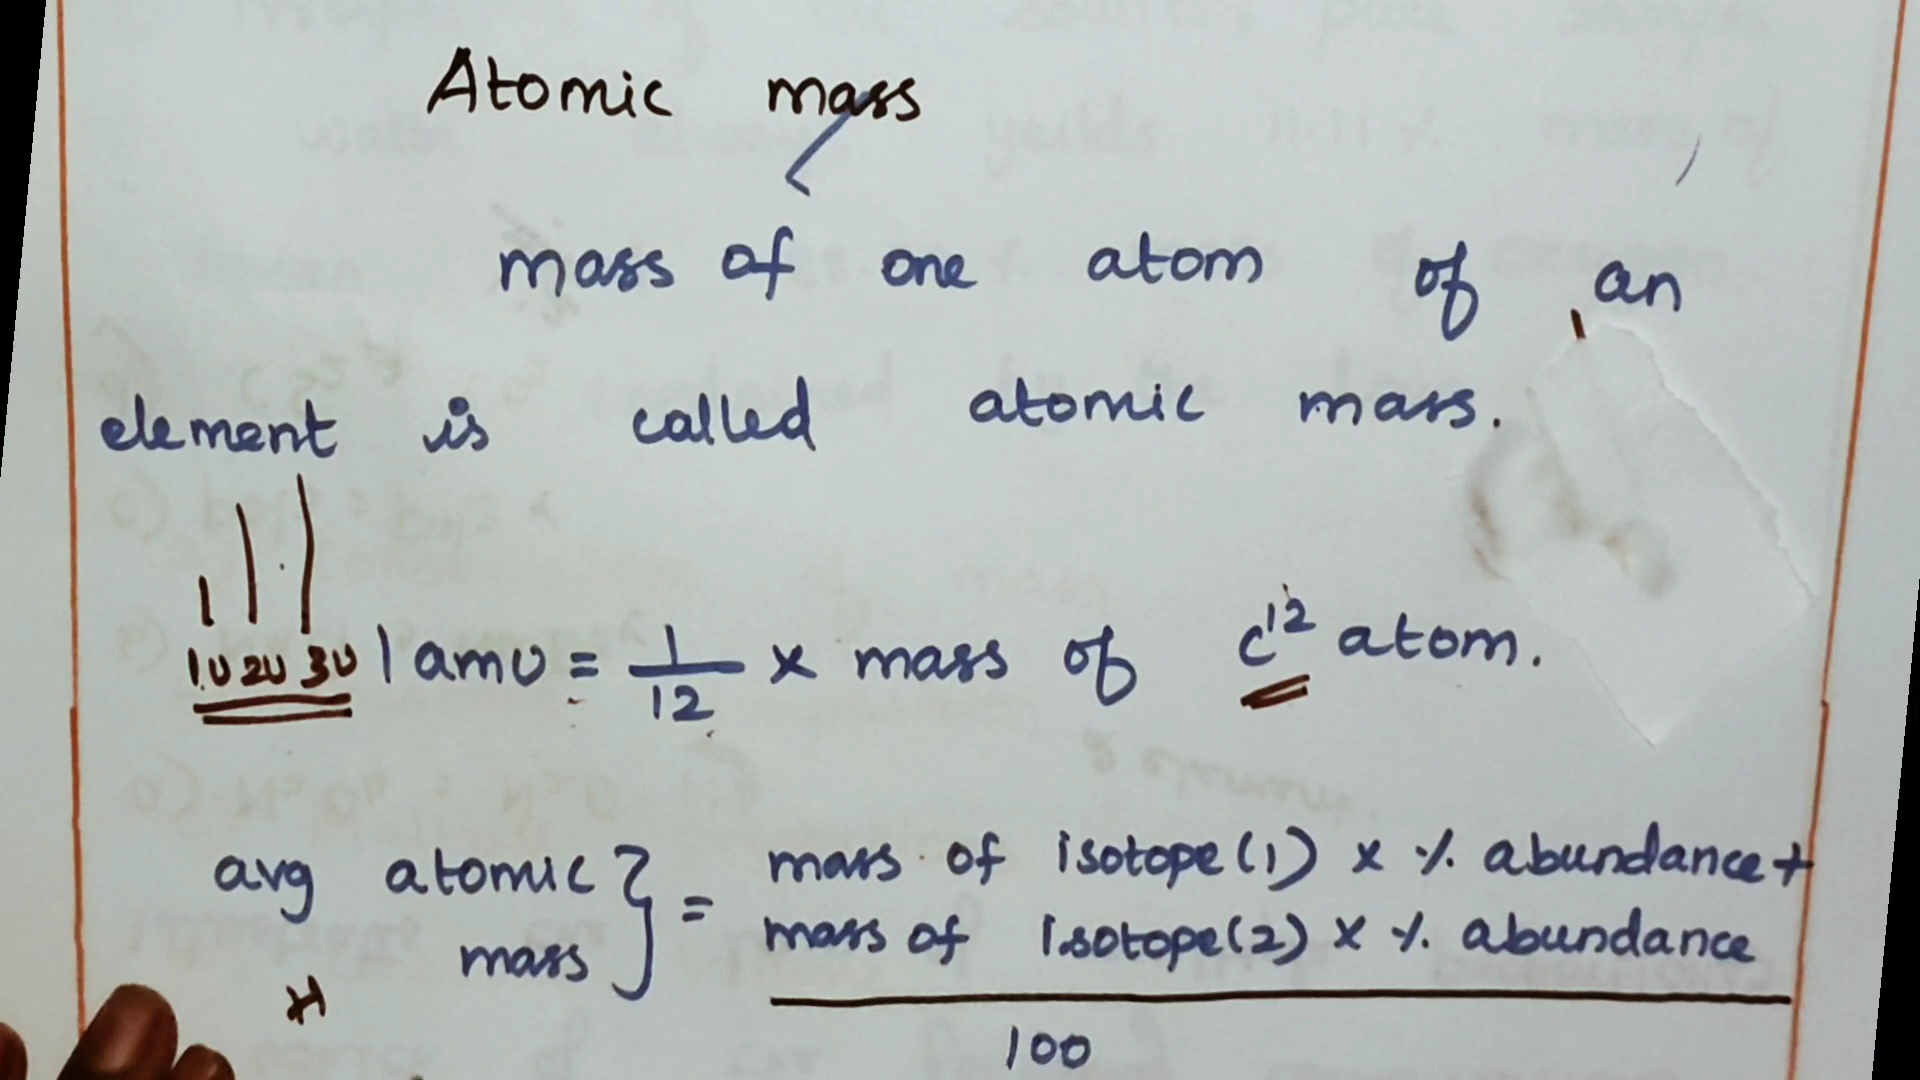 Atomic mass
mass of one atom of an
element is called atomic mass.
1U 2U 3U 1 amu = 1/12 x mass of C¹² atom.
avg atomic mass } = mass of isotope(1) x % abundance +
mass of isotope(2) x % abundance
100
H